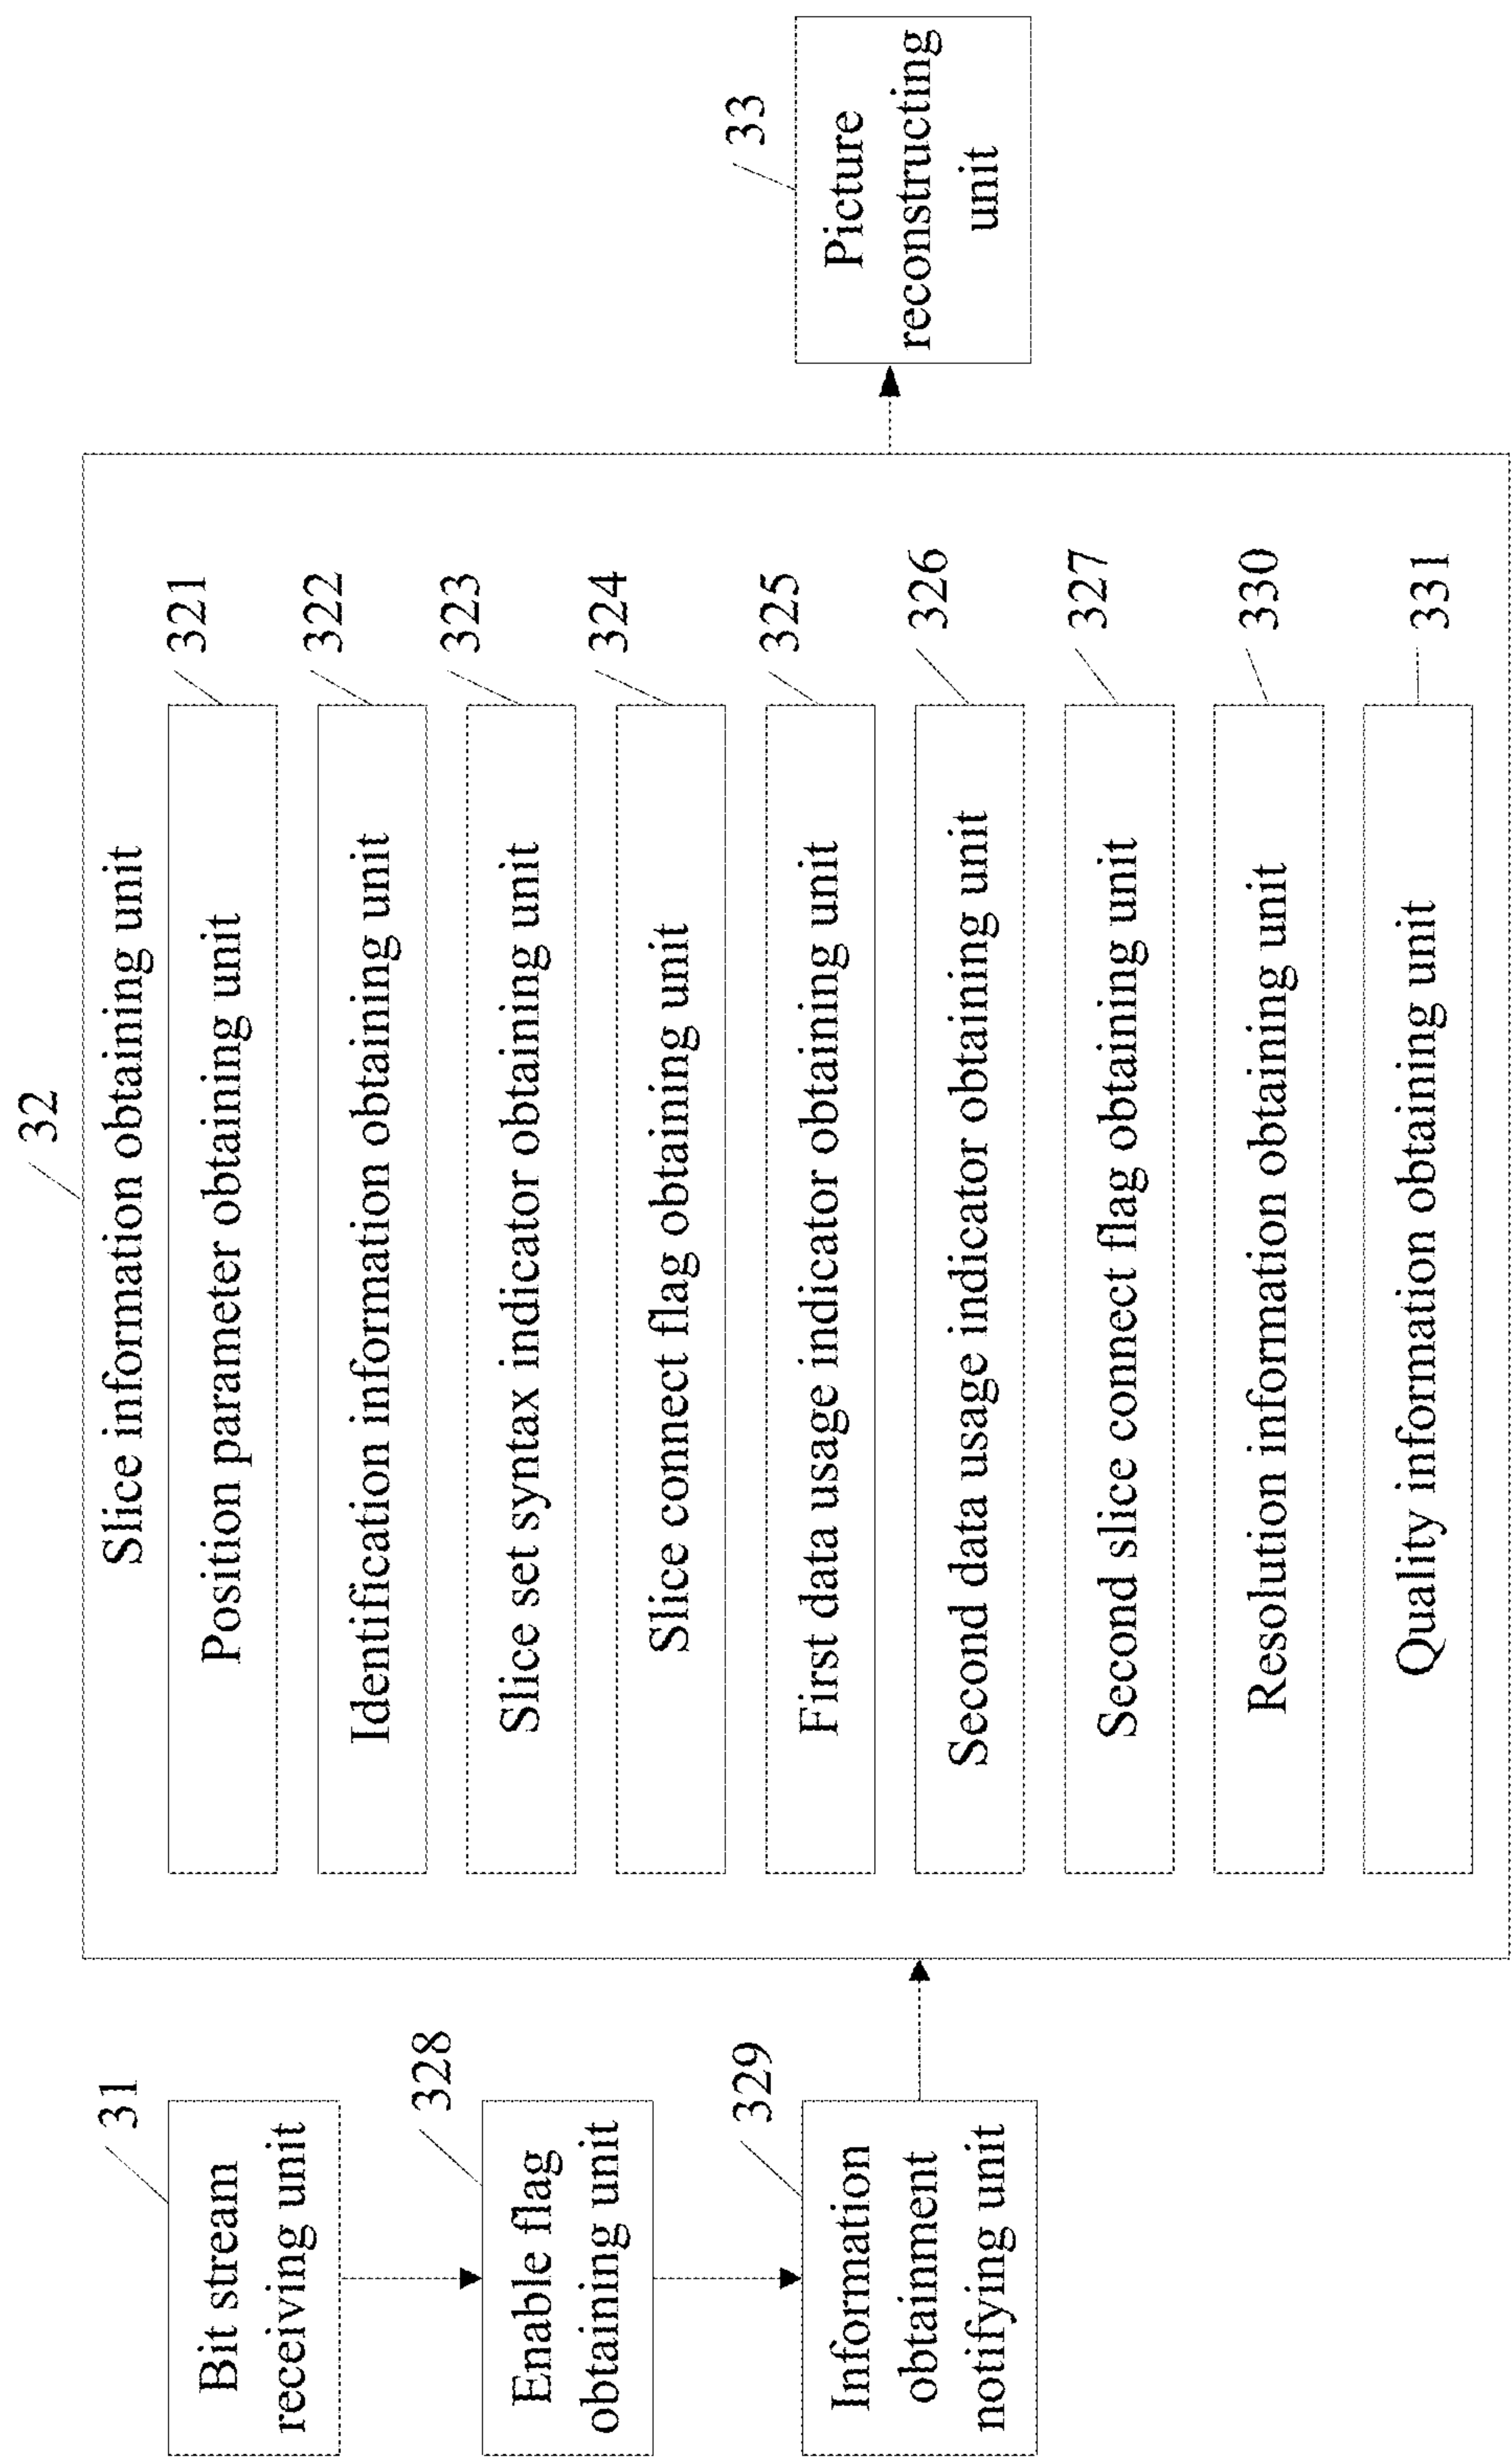 31
Bit stream
receiving unit
328
Enable flag
obtaining unit
329
Information
obtainment
notifying unit
32
Slice information obtaining unit
321
Position parameter obtaining unit
322
Identification information obtaining unit
323
Slice set syntax indicator obtaining unit
324
Slice connect flag obtaining unit
325
First data usage indicator obtaining unit
326
Second data usage indicator obtaining unit
327
Second slice connect flag obtaining unit
330
Resolution information obtaining unit
331
Quality information obtaining unit
33
Picture
reconstructing
unit